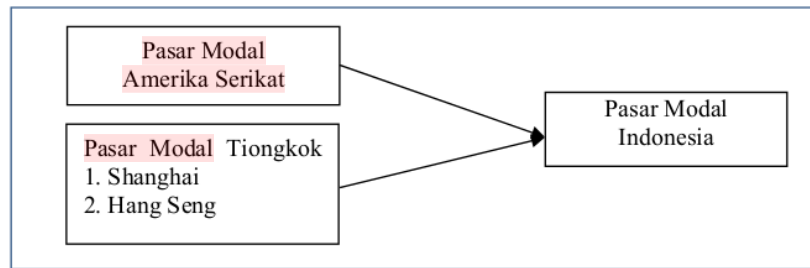 Pasar Modal
Amerika Serikat
Pasar Modal Tiongkok
1. Shanghai
2. Hang Seng
Pasar Modal
Indonesia